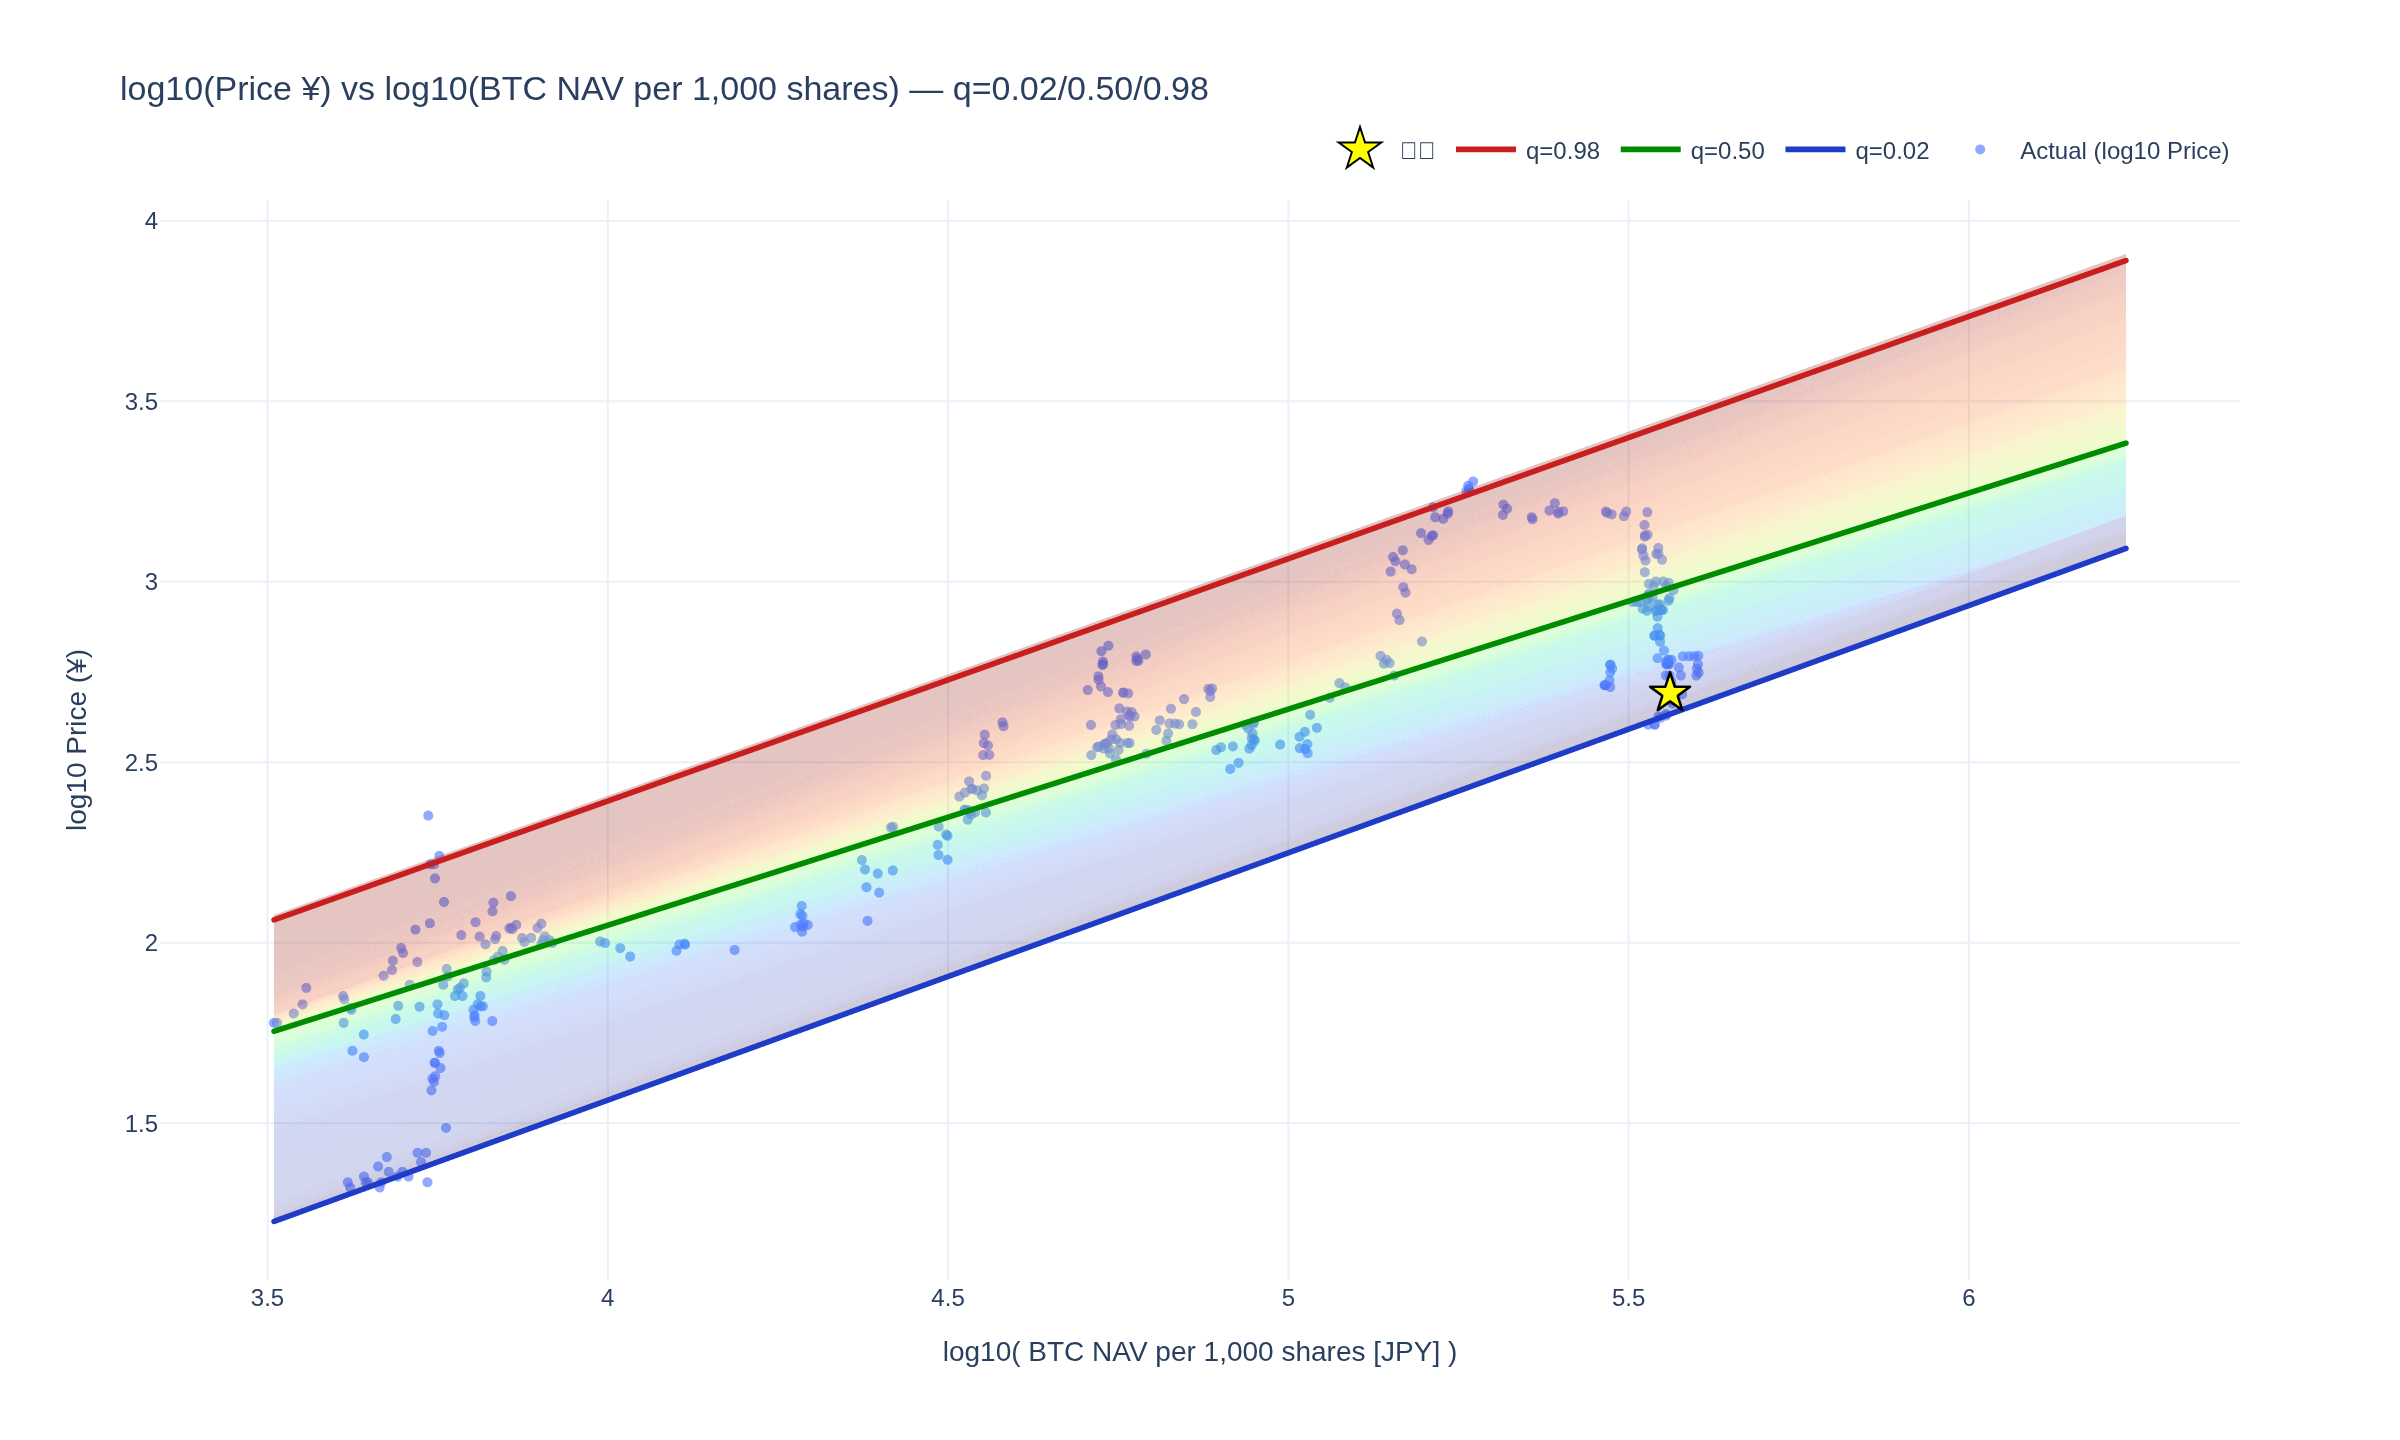 log10(Price ¥) vs log10(BTC NAV per 1,000 shares) — q=0.02/0.50/0.98
q=0.98 q=0.50 q=0.02 Actual (log10 Price)
4
3.5
3
2.5
2
1.5
log10 Price (¥)
3.5 4 4.5 5 5.5 6
log10( BTC NAV per 1,000 shares [JPY] )